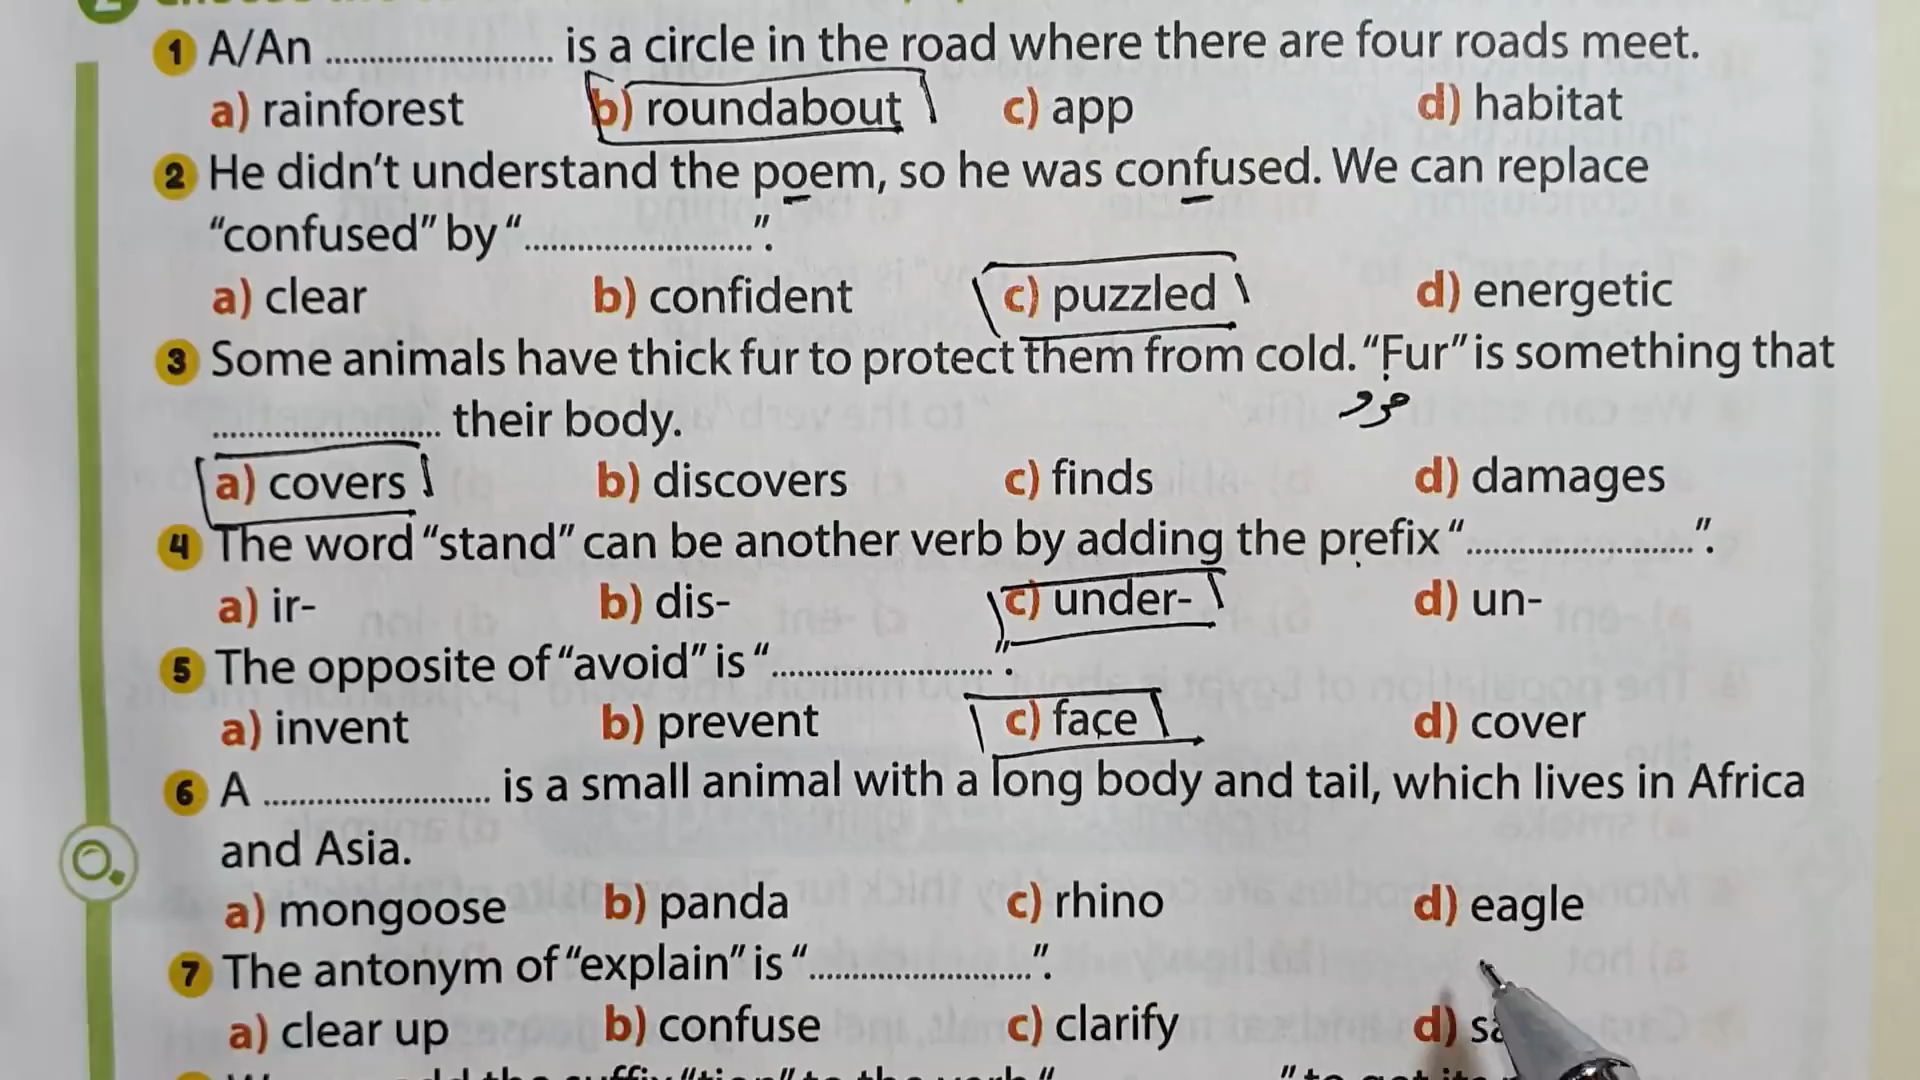 1 A/An ........................ is a circle in the road where there are four roads meet.
a) rainforest b) roundabout c) app d) habitat
2 He didn't understand the poem, so he was confused. We can replace
"confused" by "........................".
a) clear b) confident c) puzzled d) energetic
3 Some animals have thick fur to protect them from cold. "Fur" is something that
........................ their body.
a) covers b) discovers c) finds d) damages
4 The word "stand" can be another verb by adding the prefix "........................".
a) ir- b) dis- c) under- d) un-
5 The opposite of "avoid" is "........................".
a) invent b) prevent c) face d) cover
6 A ........................ is a small animal with a long body and tail, which lives in Africa
and Asia.
a) mongoose b) panda c) rhino d) eagle
7 The antonym of "explain" is "........................".
a) clear up b) confuse c) clarify d)